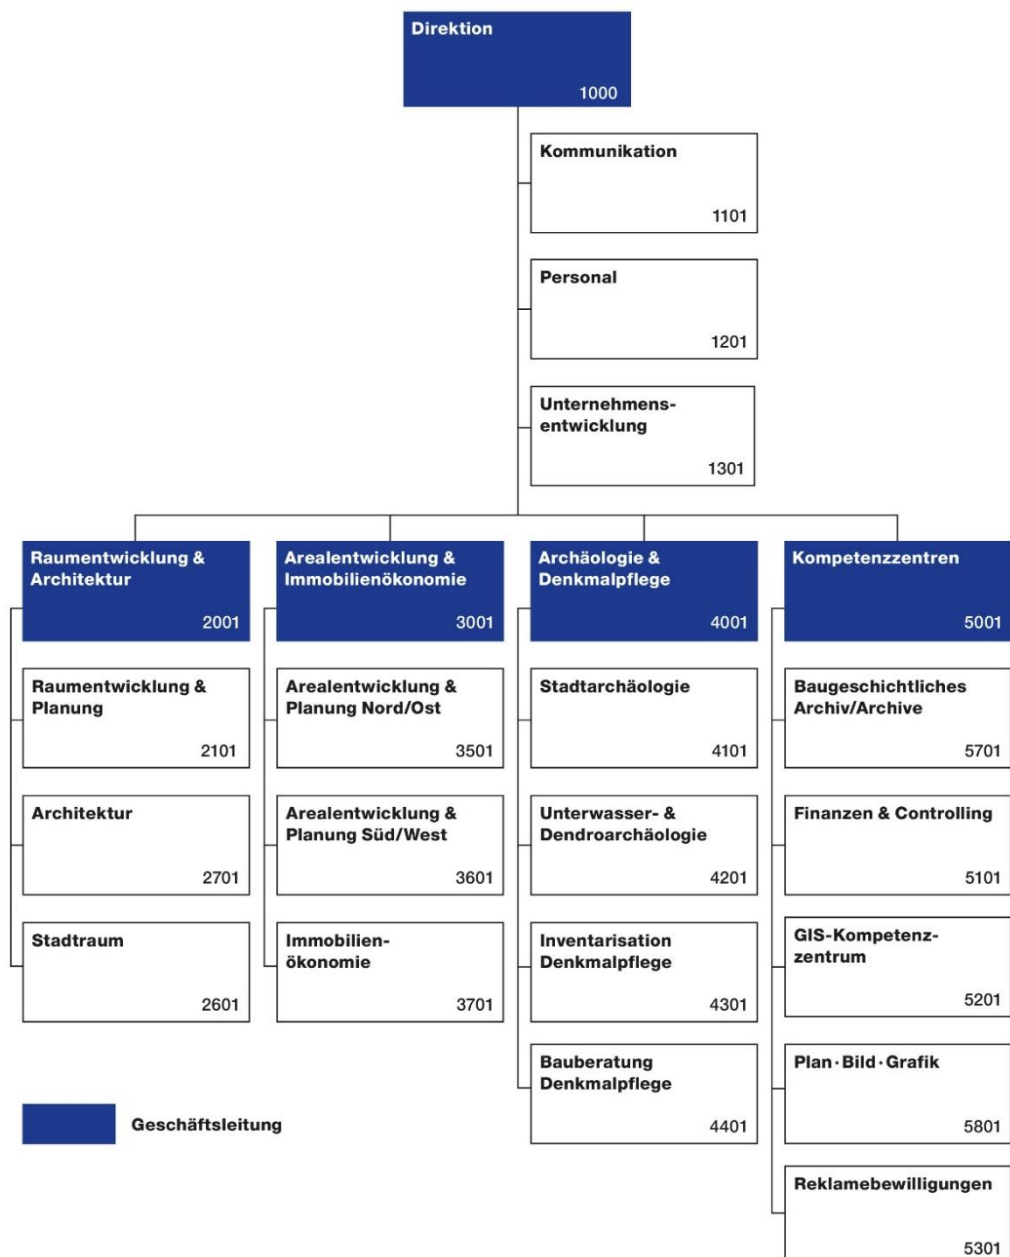 Direktion
1000
Kommunikation
1101
Personal
1201
Unternehmens-
entwicklung
1301
Raumentwicklung &
Architektur
2001
Raumentwicklung &
Planung
2101
Architektur
2701
Stadtraum
2601
Arealentwicklung &
Immobilienökonomie
3001
Arealentwicklung &
Planung Nord/Ost
3501
Arealentwicklung &
Planung Süd/West
3601
Immobilien-
ökonomie
3701
Archäologie &
Denkmalpflege
4001
Stadtarchäologie
4101
Unterwasser- &
Dendroarchäologie
4201
Inventarisation
Denkmalpflege
4301
Bauberatung
Denkmalpflege
4401
Kompetenzzentren
5001
Baugeschichtliches
Archiv/Archive
5701
Finanzen & Controlling
5101
GIS-Kompetenz-
zentrum
5201
Plan·Bild·Grafik
5801
Reklamebewilligungen
5301
Geschäftsleitung